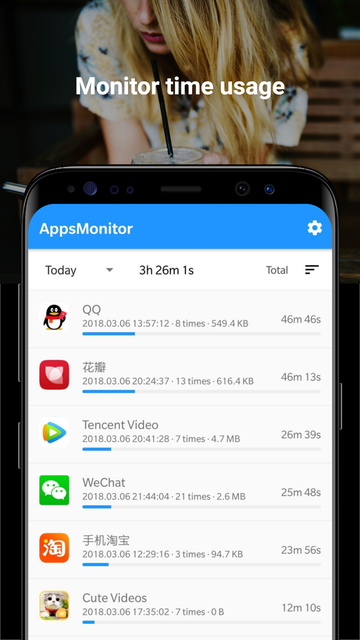 Monitor time usage
AppsMonitor
Today 3h 26m 1s Total
QQ
2018.03.06 13:57:12 · 8 times · 549.4 KB
46m 46s
花瓣
2018.03.06 20:24:37 · 13 times · 616.4 KB
46m 13s
Tencent Video
2018.03.06 20:41:28 · 7 times · 4.7 MB
26m 39s
WeChat
2018.03.06 21:44:04 · 21 times · 2.6 MB
25m 48s
淘
手机淘宝
2018.03.06 12:29:16 · 3 times · 94.7 KB
23m 56s
Cute Videos
2018.03.06 17:35:02 · 7 times · 0 B
12m 10s